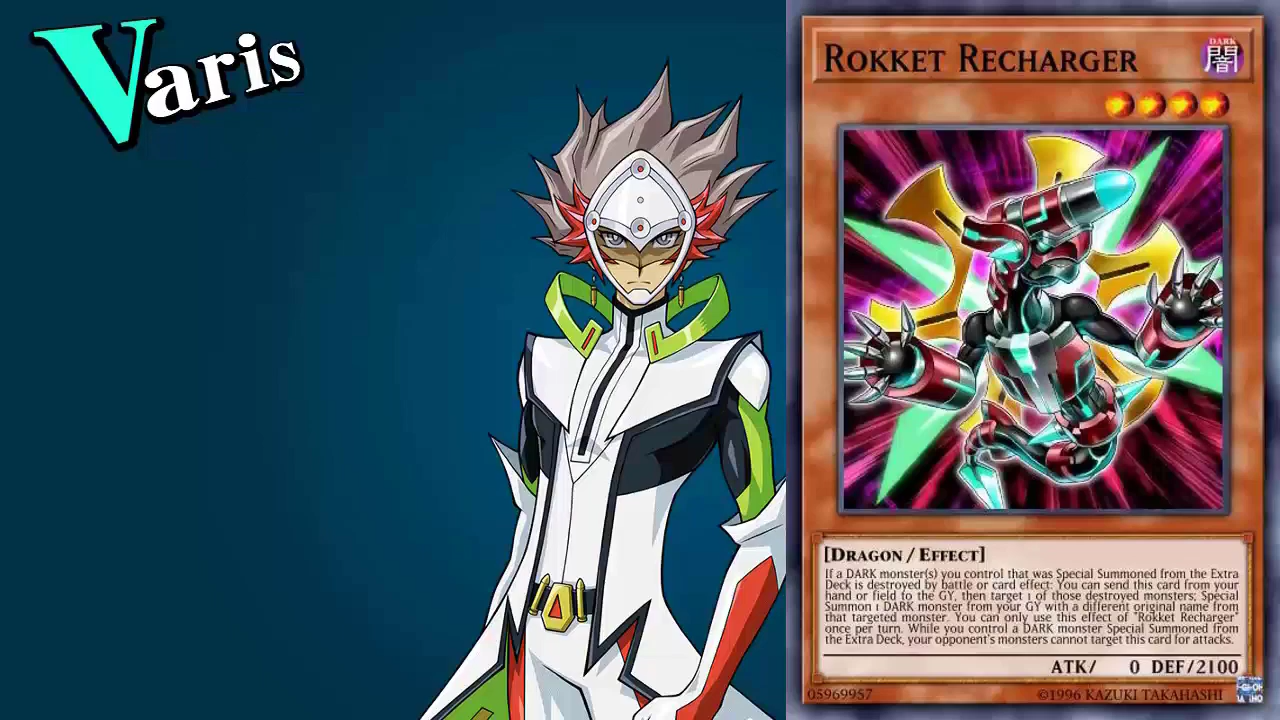 Varis
ROKKET RECHARGER
DARK
闇
[DRAGON / EFFECT]
If a DARK monster(s) you control that was Special Summoned from the Extra
Deck is destroyed by battle or card effect: You can send this card from your
hand or field to the GY, then target 1 of those destroyed monsters; Special
Summon 1 DARK monster from your GY with a different original name from
that targeted monster. You can only use this effect of "Rokket Recharger"
once per turn. While you control a DARK monster Special Summoned from
the Extra Deck, your opponent's monsters cannot target this card for attacks.
ATK/ 0 DEF/2100
05969957
©1996 KAZUKI TAKAHASHI